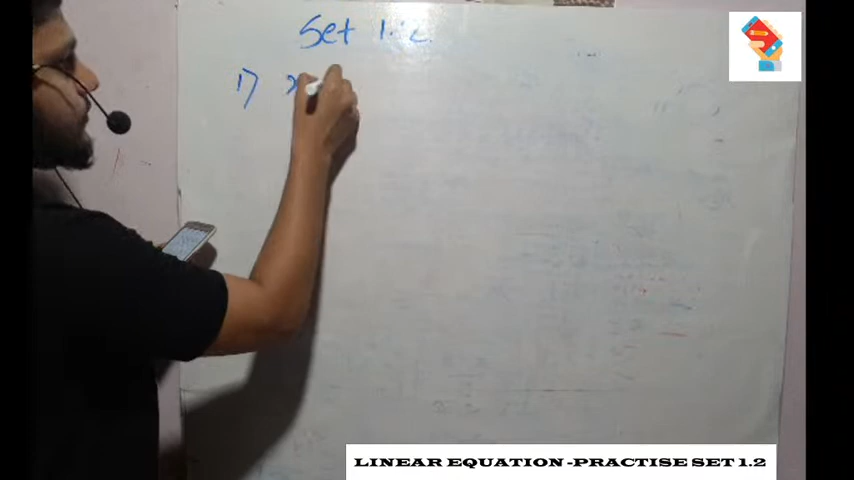 Set 1.2
1) x
LINEAR EQUATION -PRACTISE SET 1.2